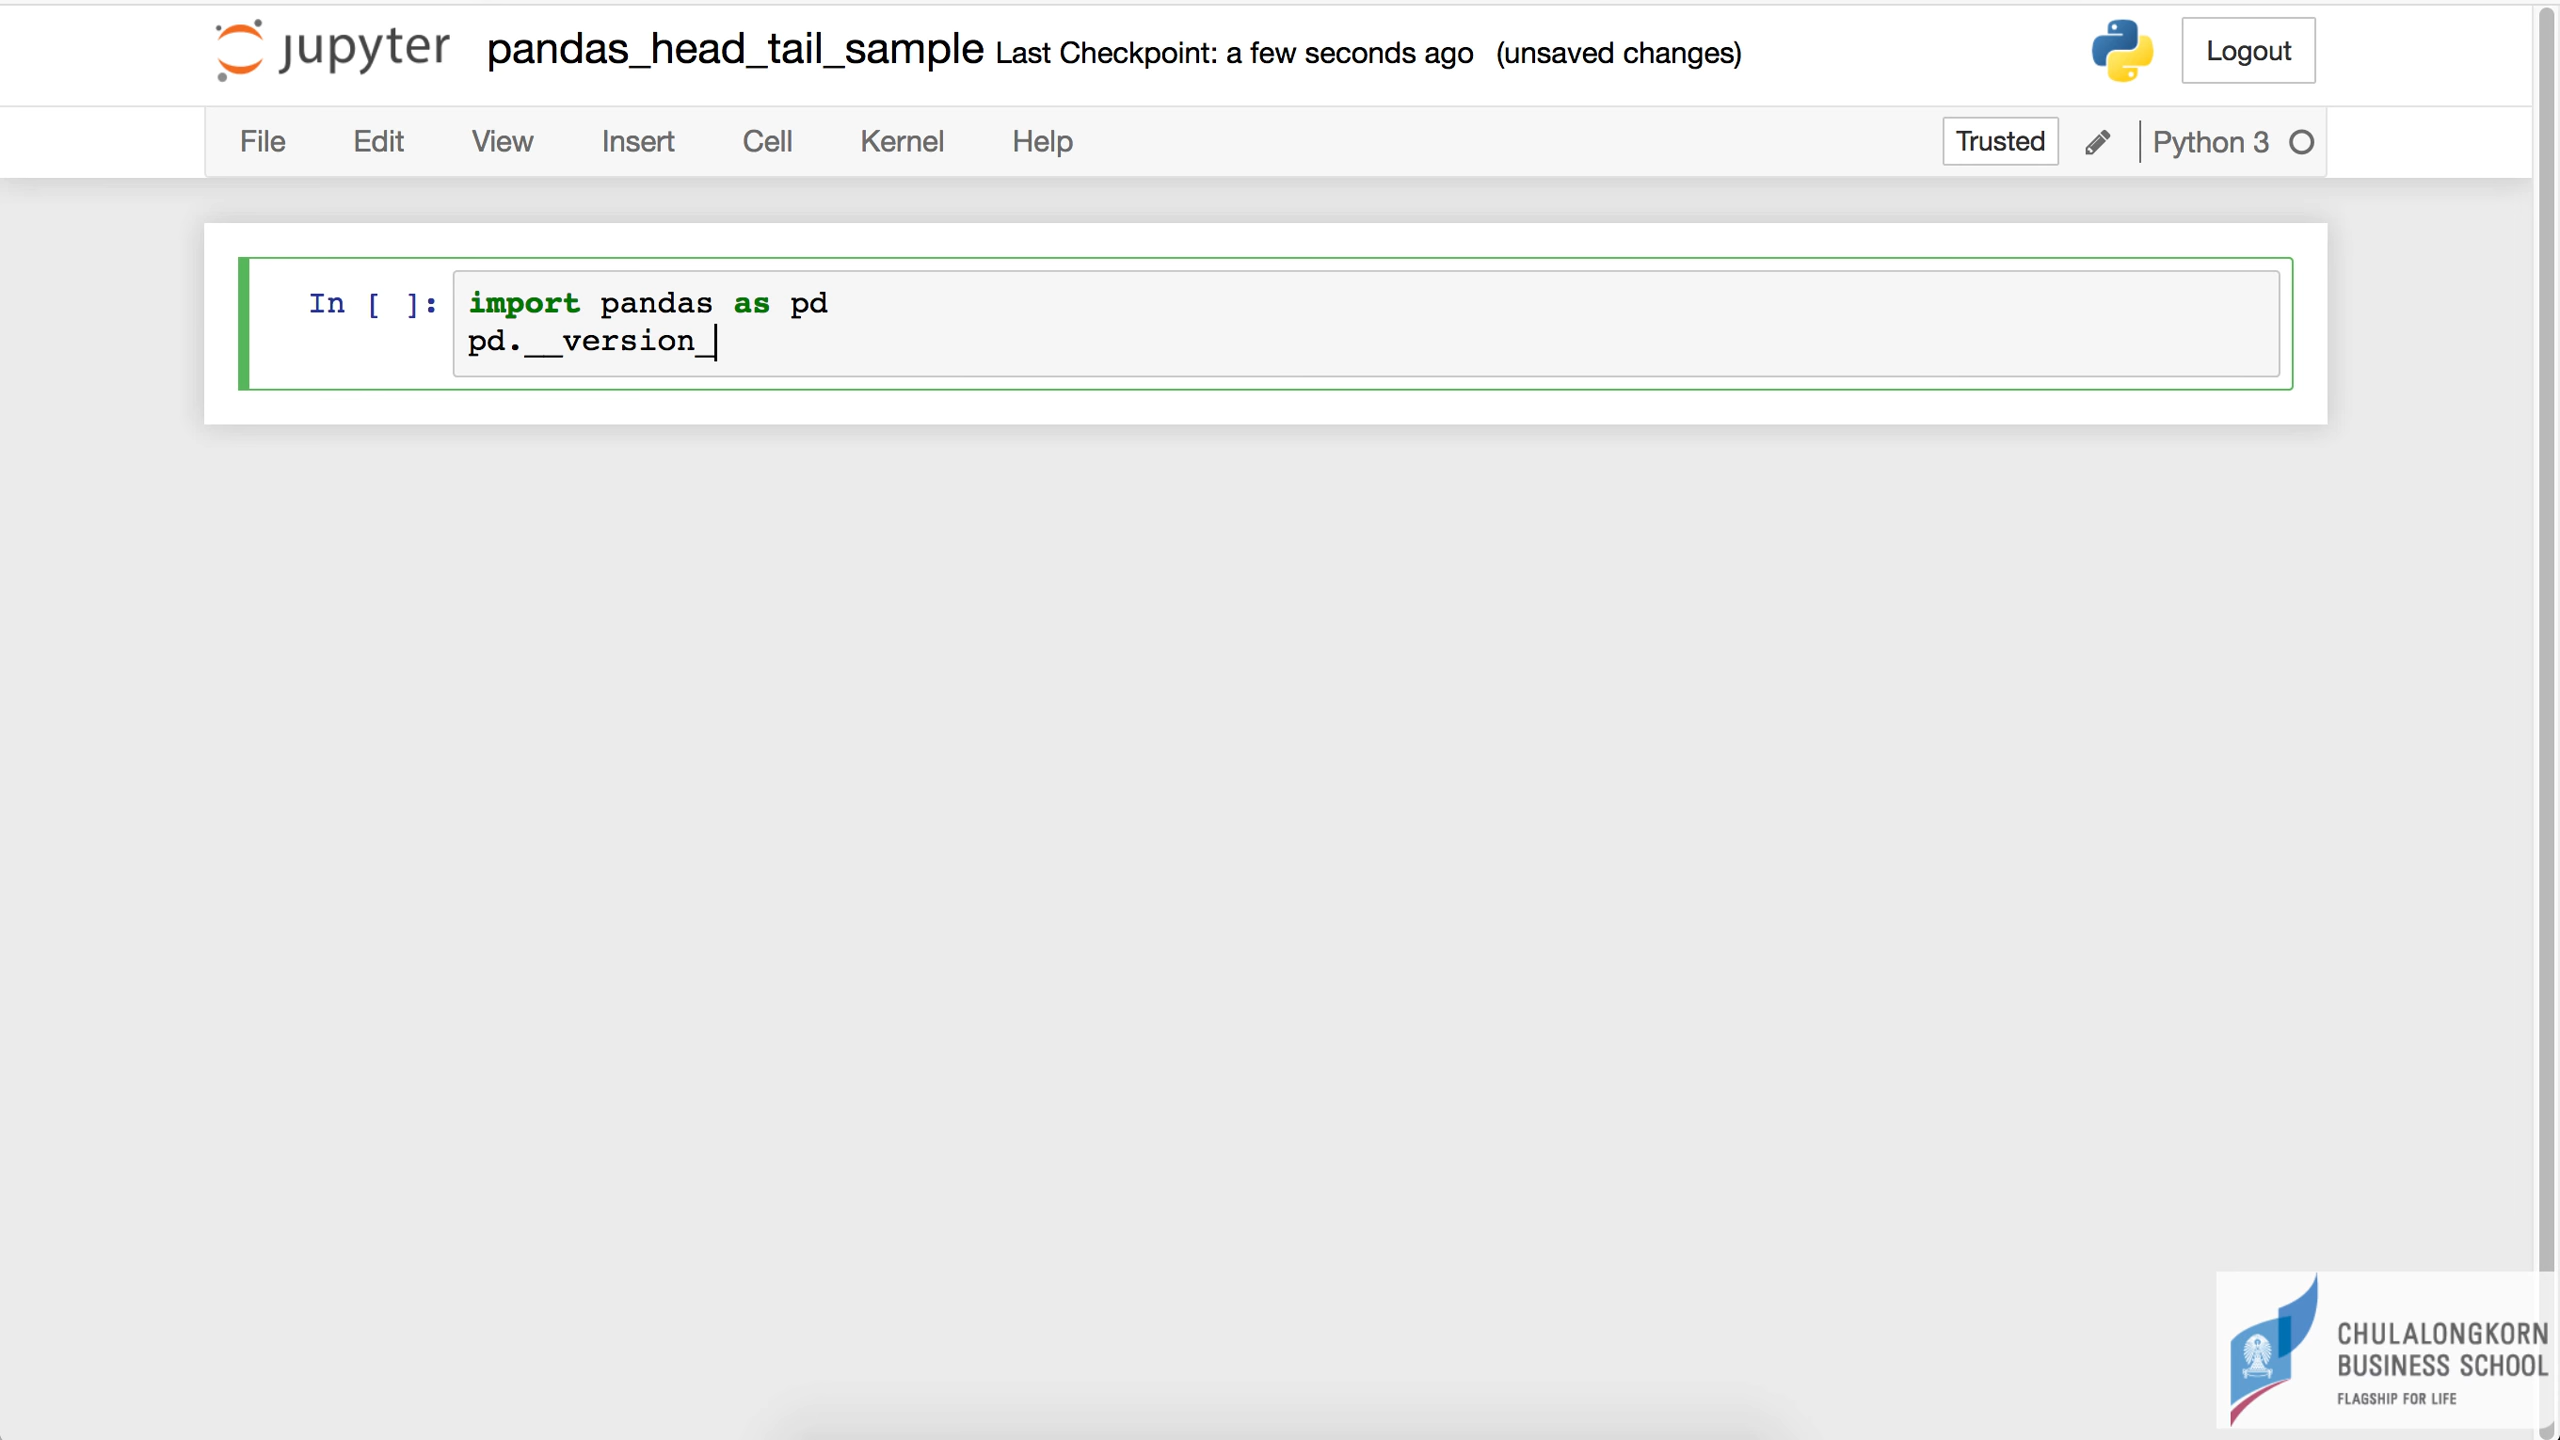 jupyter pandas_head_tail_sample Last Checkpoint: a few seconds ago (unsaved changes) Logout
File Edit View Insert Cell Kernel Help Trusted Python 3
In [ ]: import pandas as pd
pd.__version_
CHULALONGKORN
BUSINESS SCHOOL
FLAGSHIP FOR LIFE